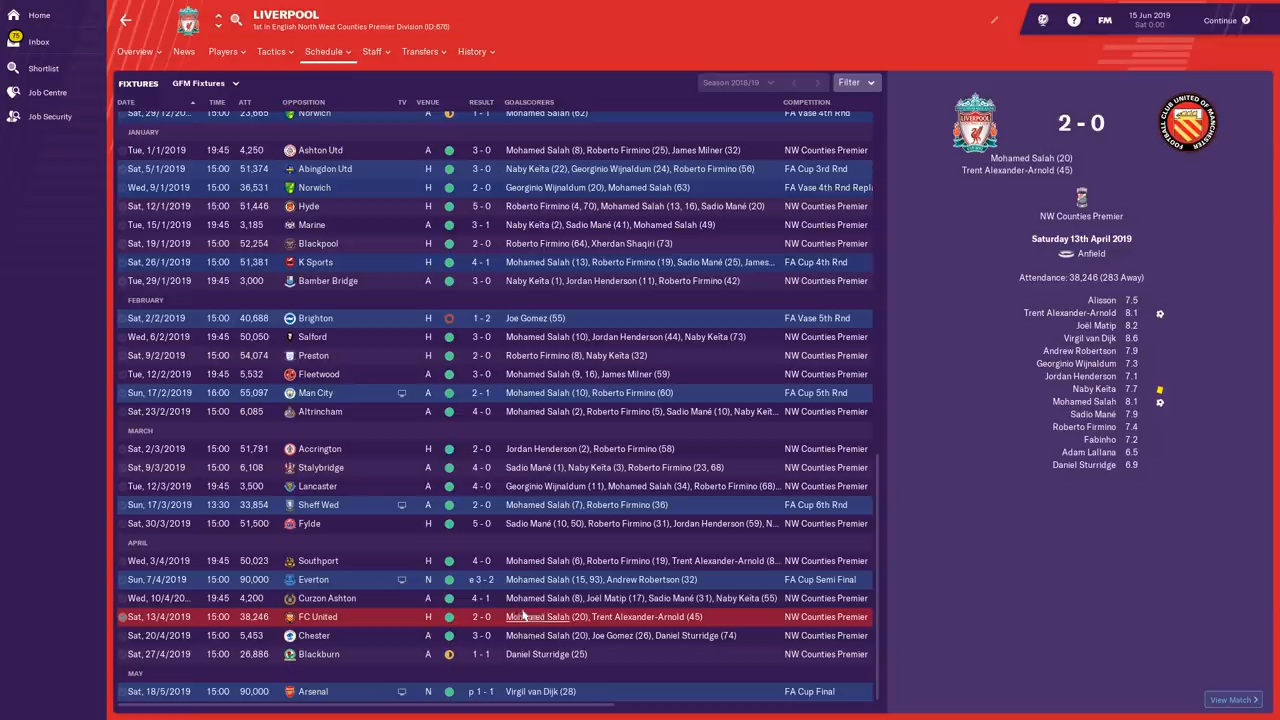 Home
75
Inbox
Shortlist
Job Centre
Job Security
LIVERPOOL
1st in English North West Counties Premier Division (ID:676)
FM
15 Jun 2019
Sat 0:00
Continue
Overview News Players Tactics Schedule Staff Transfers History
FIXTURES GFM Fixtures Season 2018/19 Filter
DATE TIME ATT OPPOSITION TV VENUE RESULT GOALSCORERS COMPETITION
Sat, 29/12/20... 15:00 23,665 Norwich A 1 - 1 Mohamed Salah (62) FA Vase 4th Rnd
JANUARY
Tue, 1/1/2019 19:45 4,250 Ashton Utd A 3 - 0 Mohamed Salah (8), Roberto Firmino (25), James Milner (32) NW Counties Premier
Sat, 5/1/2019 15:00 51,374 Abingdon Utd H 3 - 0 Naby Keïta (22), Georginio Wijnaldum (24), Roberto Firmino (56) FA Cup 3rd Rnd
Wed, 9/1/2019 15:00 36,531 Norwich H 2 - 0 Georginio Wijnaldum (20), Mohamed Salah (63) FA Vase 4th Rnd Repl
Sat, 12/1/2019 15:00 51,446 Hyde H 5 - 0 Roberto Firmino (4, 70), Mohamed Salah (13, 16), Sadio Mané (20) NW Counties Premier
Tue, 15/1/2019 19:45 3,185 Marine A 3 - 1 Naby Keïta (2), Sadio Mané (41), Mohamed Salah (49) NW Counties Premier
Sat, 19/1/2019 15:00 52,254 Blackpool H 2 - 0 Roberto Firmino (64), Xherdan Shaqiri (73) NW Counties Premier
Sat, 26/1/2019 15:00 51,381 K Sports H 4 - 1 Mohamed Salah (13), Roberto Firmino (19), Sadio Mané (25), James... FA Cup 4th Rnd
Tue, 29/1/2019 19:45 3,000 Bamber Bridge A 3 - 0 Naby Keïta (1), Jordan Henderson (11), Roberto Firmino (42) NW Counties Premier
FEBRUARY
Sat, 2/2/2019 15:00 40,688 Brighton H 1 - 2 Joe Gomez (55) FA Vase 5th Rnd
Wed, 6/2/2019 19:45 50,050 Salford H 3 - 0 Mohamed Salah (10), Jordan Henderson (44), Naby Keïta (73) NW Counties Premier
Sat, 9/2/2019 15:00 54,074 Preston H 2 - 0 Roberto Firmino (8), Naby Keïta (32) NW Counties Premier
Tue, 12/2/2019 19:45 5,532 Fleetwood A 3 - 0 Mohamed Salah (9, 16), James Milner (59) NW Counties Premier
Sun, 17/2/2019 16:00 55,097 Man City A 2 - 1 Mohamed Salah (10), Roberto Firmino (60) FA Cup 5th Rnd
Sat, 23/2/2019 15:00 6,085 Altrincham A 4 - 0 Mohamed Salah (2), Roberto Firmino (5), Sadio Mané (10), Naby Keït... NW Counties Premier
MARCH
Sat, 2/3/2019 15:00 51,791 Accrington H 2 - 0 Jordan Henderson (2), Roberto Firmino (58) NW Counties Premier
Sat, 9/3/2019 15:00 6,108 Stalybridge A 4 - 0 Sadio Mané (1), Naby Keïta (3), Roberto Firmino (23, 68) NW Counties Premier
Tue, 12/3/2019 19:45 3,500 Lancaster A 4 - 0 Georginio Wijnaldum (11), Mohamed Salah (34), Roberto Firmino (68)... NW Counties Premier
Sun, 17/3/2019 13:30 33,854 Sheff Wed A 2 - 0 Mohamed Salah (7), Roberto Firmino (36) FA Cup 6th Rnd
Sat, 30/3/2019 15:00 51,500 Fylde H 5 - 0 Sadio Mané (10, 50), Roberto Firmino (31), Jordan Henderson (59), N... NW Counties Premier
APRIL
Wed, 3/4/2019 19:45 50,023 Southport H 4 - 0 Mohamed Salah (6), Roberto Firmino (19), Trent Alexander-Arnold (8... NW Counties Premier
Sun, 7/4/2019 15:00 90,000 Everton N e 3 - 2 Mohamed Salah (15, 93), Andrew Robertson (32) FA Cup Semi Final
Wed, 10/4/20... 19:45 4,200 Curzon Ashton A 4 - 1 Mohamed Salah (8), Joël Matip (17), Sadio Mané (31), Naby Keïta (55) NW Counties Premier
Sat, 13/4/2019 15:00 38,246 FC United H 2 - 0 Mohamed Salah (20), Trent Alexander-Arnold (45) NW Counties Premier
Sat, 20/4/2019 15:00 5,453 Chester A 3 - 0 Mohamed Salah (20), Joe Gomez (26), Daniel Sturridge (74) NW Counties Premier
Sat, 27/4/2019 15:00 26,886 Blackburn A 1 - 1 Daniel Sturridge (25) NW Counties Premier
MAY
Sat, 18/5/2019 15:00 90,000 Arsenal N p 1 - 1 Virgil van Dijk (28) FA Cup Final
LIVERPOOL
2 - 0
FOOTBALL CLUB UNITED OF MANCHESTER
Mohamed Salah (20)
Trent Alexander-Arnold (45)
NW Counties Premier
Saturday 13th April 2019
Anfield
Attendance: 38,246 (283 Away)
Alisson 7.5
Trent Alexander-Arnold 8.1
Joël Matip 8.2
Virgil van Dijk 8.6
Andrew Robertson 7.9
Georginio Wijnaldum 7.3
Jordan Henderson 7.1
Naby Keïta 7.7
Mohamed Salah 8.1
Sadio Mané 7.9
Roberto Firmino 7.4
Fabinho 7.2
Adam Lallana 6.5
Daniel Sturridge 6.9
View Match